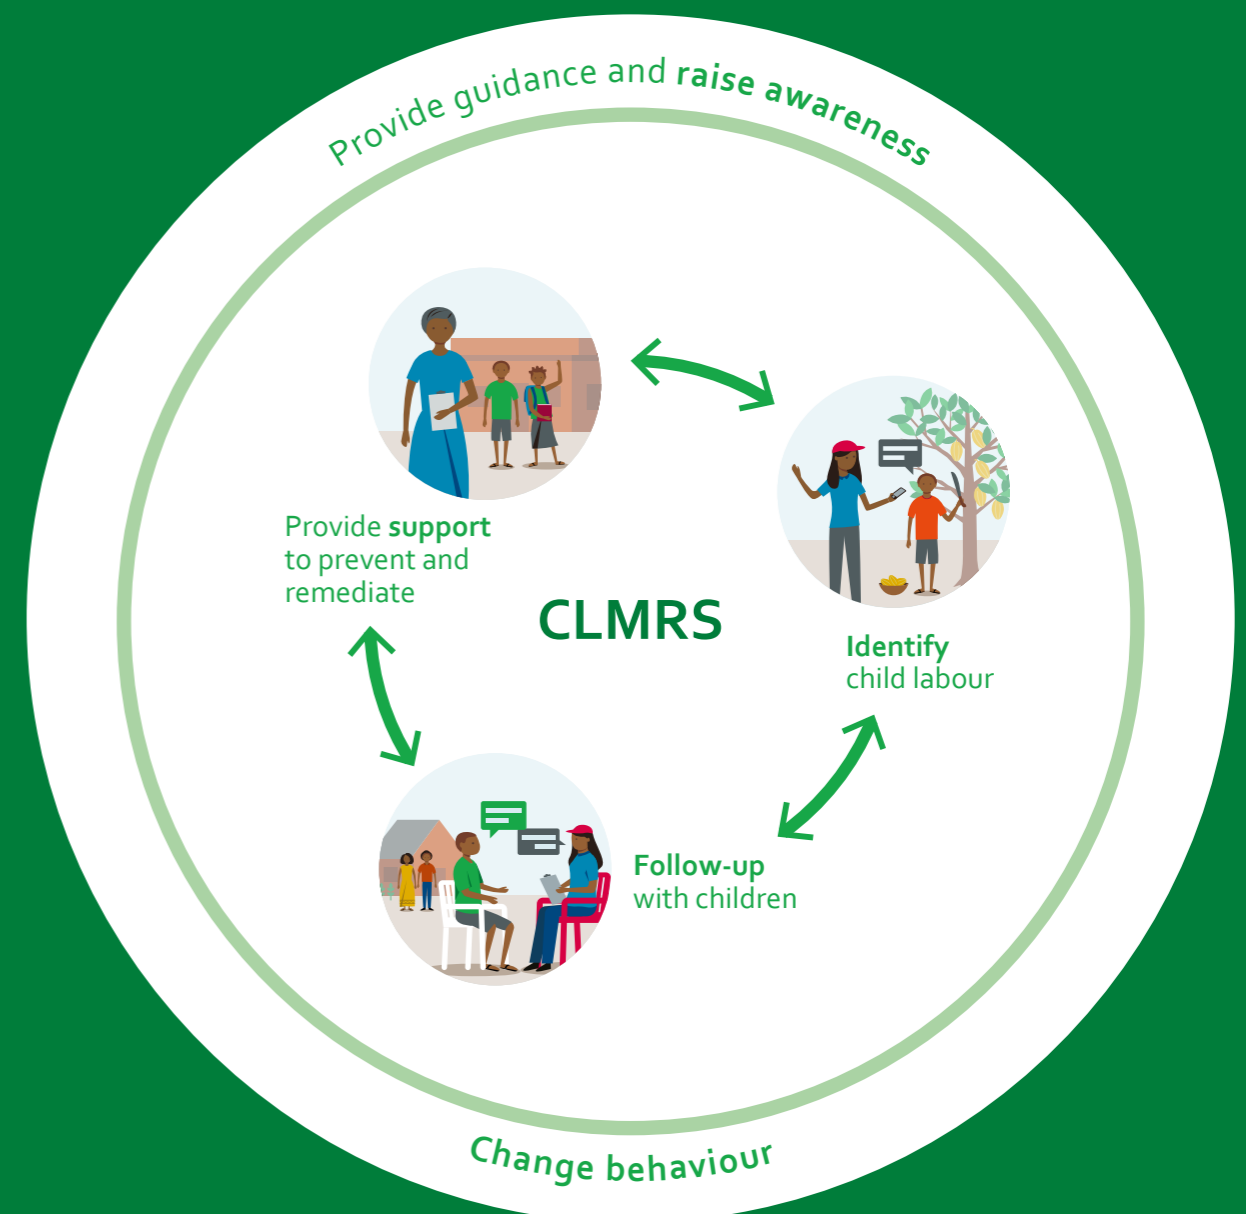 Provide guidance and raise awareness
Provide support
to prevent and
remediate
CLMRS
Identify
child labour
Follow-up
with children
Change behaviour